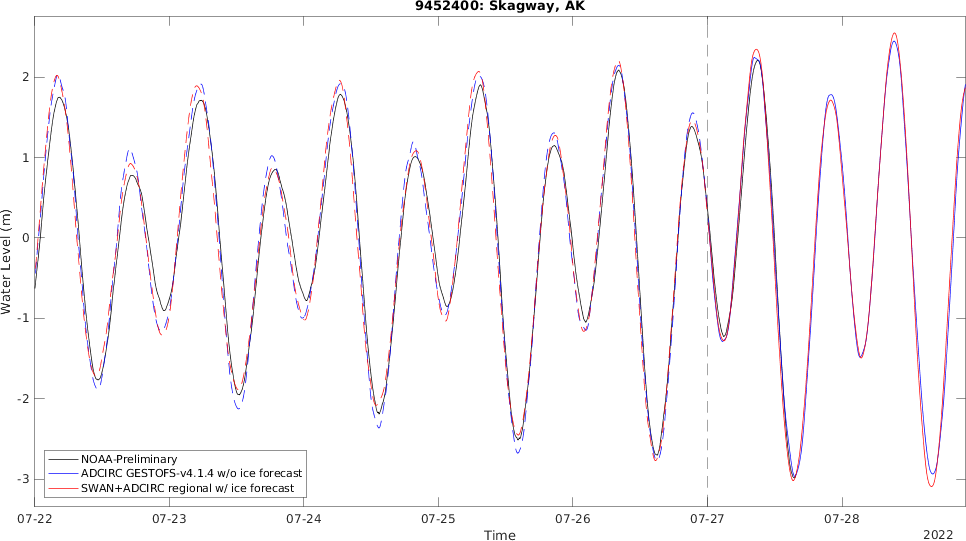 9452400: Skagway, AK
Water Level (m)
2
1
0
-1
-2
-3
NOAA-Preliminary
ADCIRC GESTOFS-v4.1.4 w/o ice forecast
SWAN+ADCIRC regional w/ ice forecast
07-22 07-23 07-24 07-25 07-26 07-27 07-28
Time
2022